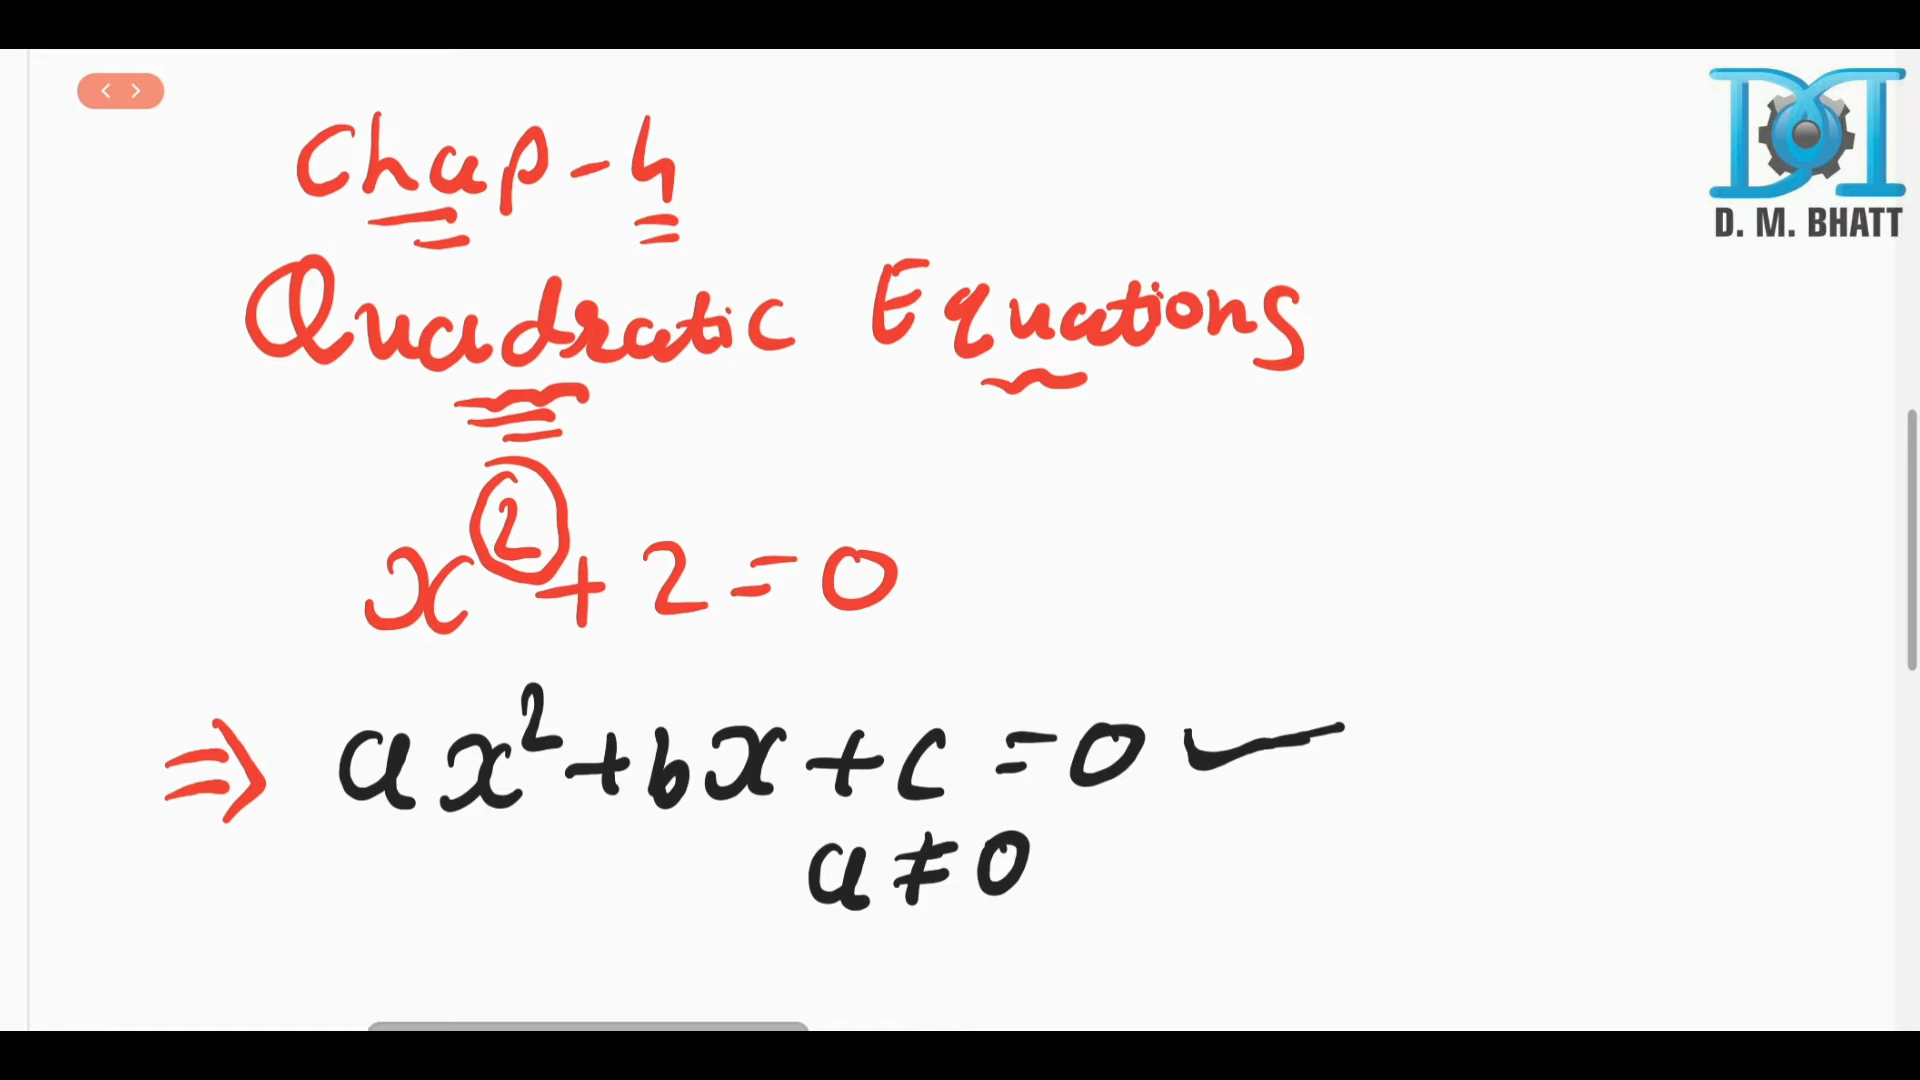 Chap-4
D. M. BHATT
Quadratic Equations
x²+2=0
⇒ ax²+bx+c=0 ✓
a≠0